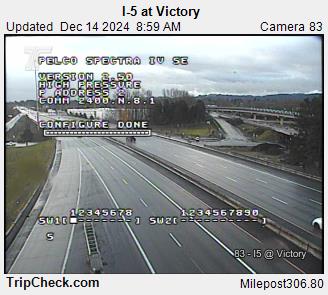 I-5 at Victory
Updated Dec 14 2024 8:59 AM Camera 83
PELCO SPECTRA IV SE
VERSION 2.50
HIGH PRESSURE
P ADDRESS 2
COMM 2400.N.8.1
CONFIGURE DONE
12345678 1234567890
SW1 SW2
S
83 - I5 @ Victory
TripCheck.com Milepost306.80